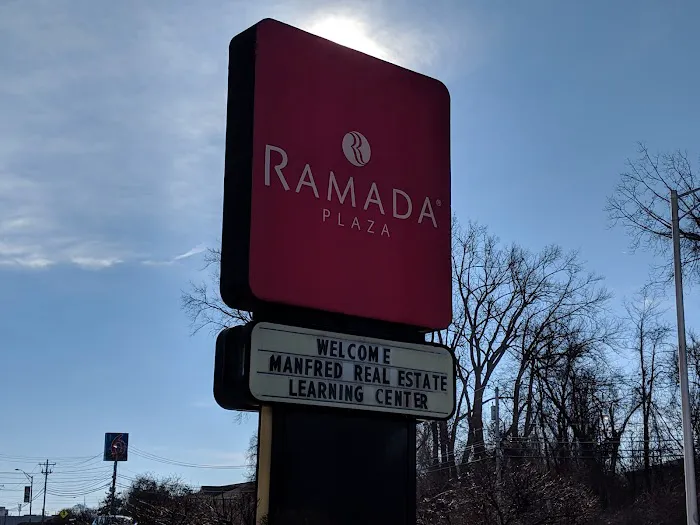 RAMADA®
PLAZA
WELCOME
MANFRED REAL ESTATE
LEARNING CENTER